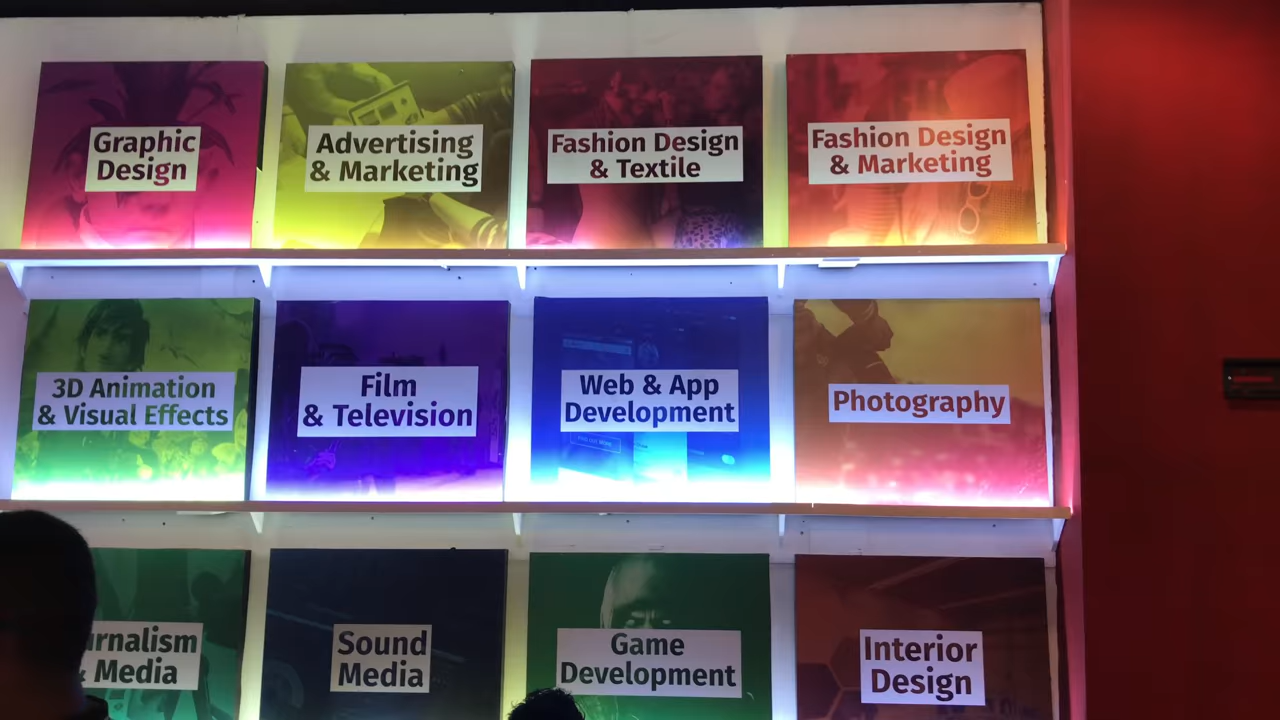 Graphic
Design
Advertising
& Marketing
Fashion Design
& Textile
Fashion Design
& Marketing
3D Animation
& Visual Effects
Film
& Television
Web & App
Development
Photography
& Media
Sound
Media
Game
Development
Interior
Design